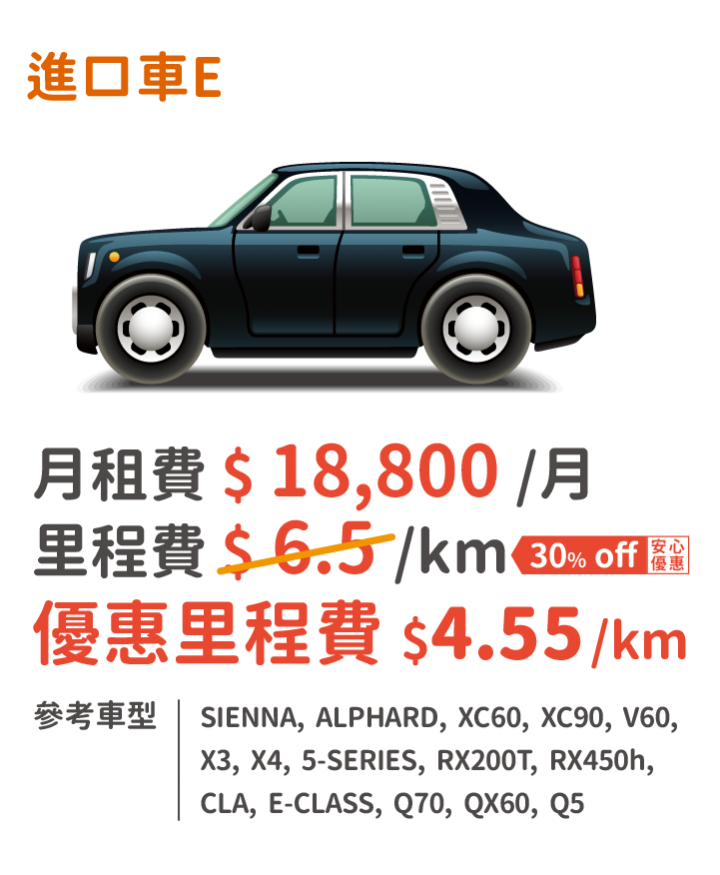 進口車E
月租費 $ 18,800 /月
里程費 $ 6.5 /km 30% off 安心優惠
優惠里程費 $4.55/km
參考車型
SIENNA, ALPHARD, XC60, XC90, V60,
X3, X4, 5-SERIES, RX200T, RX450h,
CLA, E-CLASS, Q70, QX60, Q5